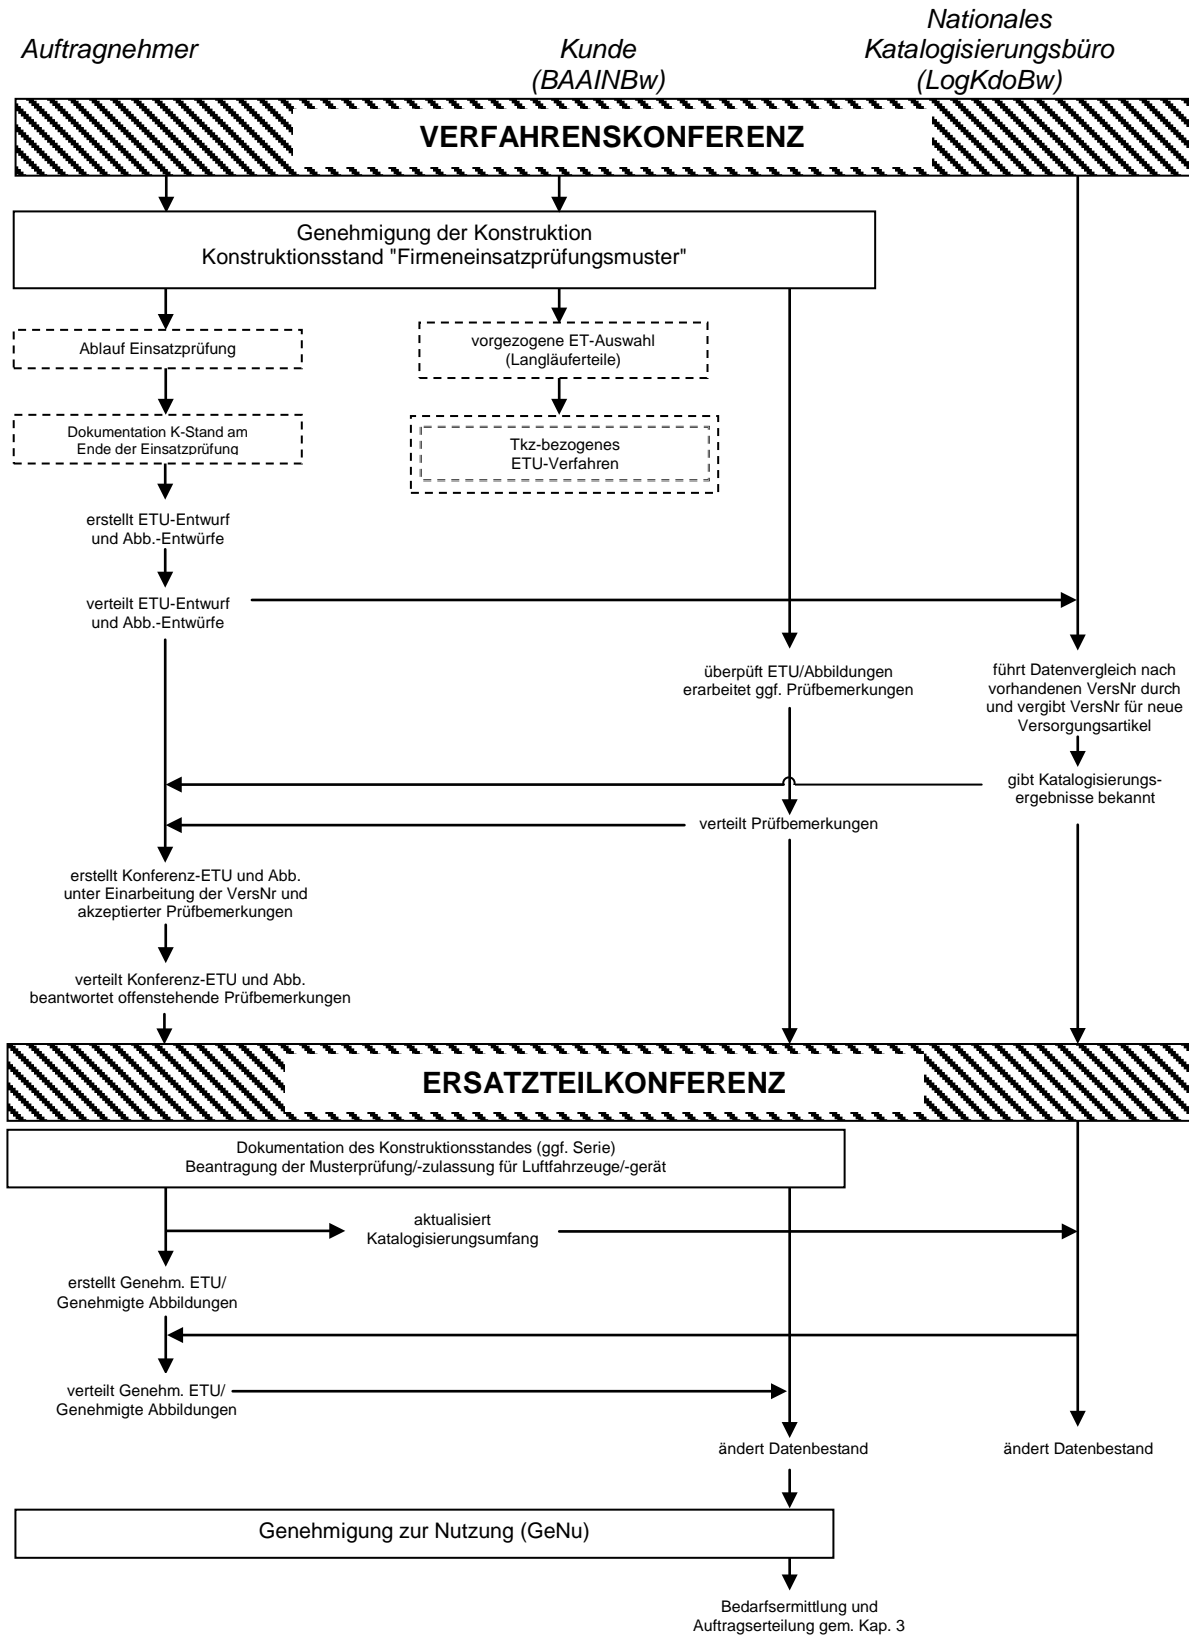 Auftragnehmer
Kunde
(BAAINBw)
Nationales
Katalogisierungsbüro
(LogKdoBw)
VERFAHRENSKONFERENZ
Genehmigung der Konstruktion
Konstruktionsstand "Firmeneinsatzprüfungsmuster"
Ablauf Einsatzprüfung
vorgezogene ET-Auswahl
(Langläuferteile)
Dokumentation K-Stand am
Ende der Einsatzprüfung
Tkz-bezogenes
ETU-Verfahren
erstellt ETU-Entwurf
und Abb.-Entwürfe
verteilt ETU-Entwurf
und Abb.-Entwürfe
überpüft ETU/Abbildungen
erarbeitet ggf. Prüfbemerkungen
führt Datenvergleich nach
vorhandenen VersNr durch
und vergibt VersNr für neue
Versorgungsartikel
gibt Katalogisierungs-
ergebnisse bekannt
verteilt Prüfbemerkungen
erstellt Konferenz-ETU und Abb.
unter Einarbeitung der VersNr und
akzeptierter Prüfbemerkungen
verteilt Konferenz-ETU und Abb.
beantwortet offenstehende Prüfbemerkungen
ERSATZTEILKONFERENZ
Dokumentation des Konstruktionsstandes (ggf. Serie)
Beantragung der Musterprüfung/-zulassung für Luftfahrzeuge/-gerät
aktualisiert
Katalogisierungsumfang
erstellt Genehm. ETU/
Genehmigte Abbildungen
verteilt Genehm. ETU/
Genehmigte Abbildungen
ändert Datenbestand
ändert Datenbestand
Genehmigung zur Nutzung (GeNu)
Bedarfsermittlung und
Auftragserteilung gem. Kap. 3